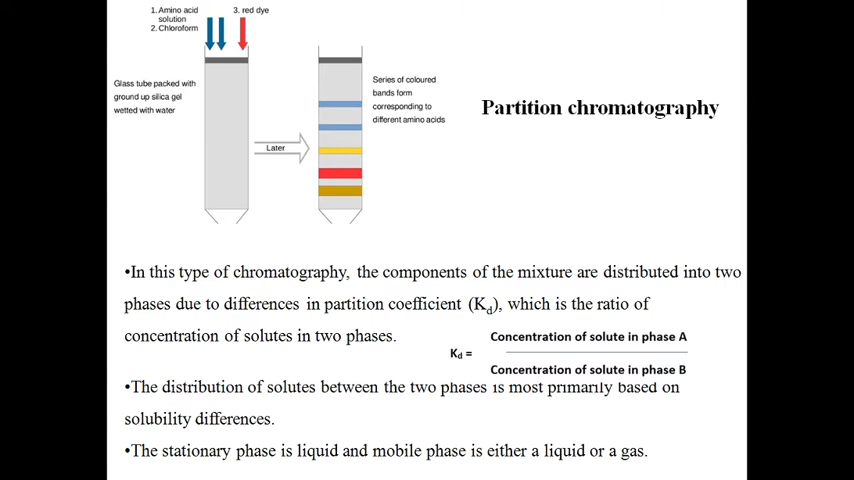 1. Amino acid
solution
2. Chloroform
3. red dye
Glass tube packed with
ground up silica gel
wetted with water
Later
Series of coloured
bands form
corresponding to
different amino acids
Partition chromatography
•In this type of chromatography, the components of the mixture are distributed into two
phases due to differences in partition coefficient (Kd), which is the ratio of
concentration of solutes in two phases.
Kd =
Concentration of solute in phase A
Concentration of solute in phase B
•The distribution of solutes between the two phases is most primarily based on
solubility differences.
•The stationary phase is liquid and mobile phase is either a liquid or a gas.